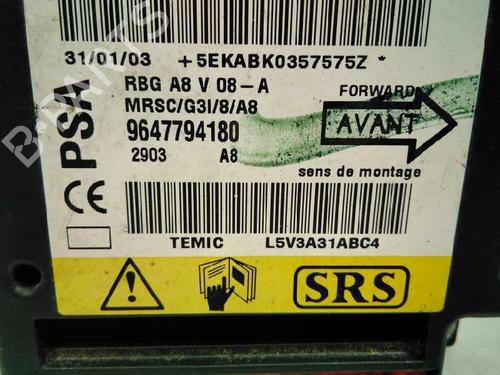 31/01/03 +5EKABK0357575Z *
RBG A8 V 08-A
MRSC/G3I/8/A8
FORWARD
9647794180
AVANT
2903 A8
sens de montage
PSA
CE
TEMIC L5V3A31ABC4
SRS
B-PARTS